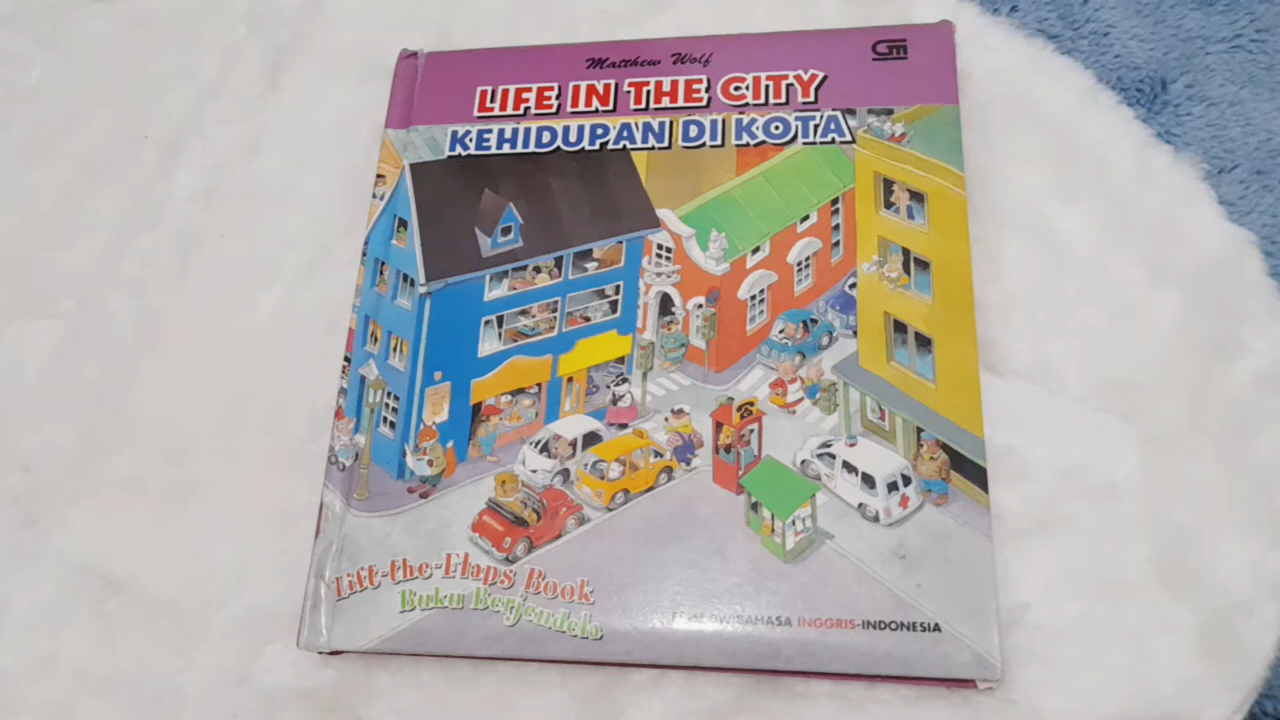 Matthew Wolf
GM
LIFE IN THE CITY
KEHIDUPAN DI KOTA
Lift-the-Flaps Book
Buku Berjendela
DWIBAHASA INGGRIS-INDONESIA